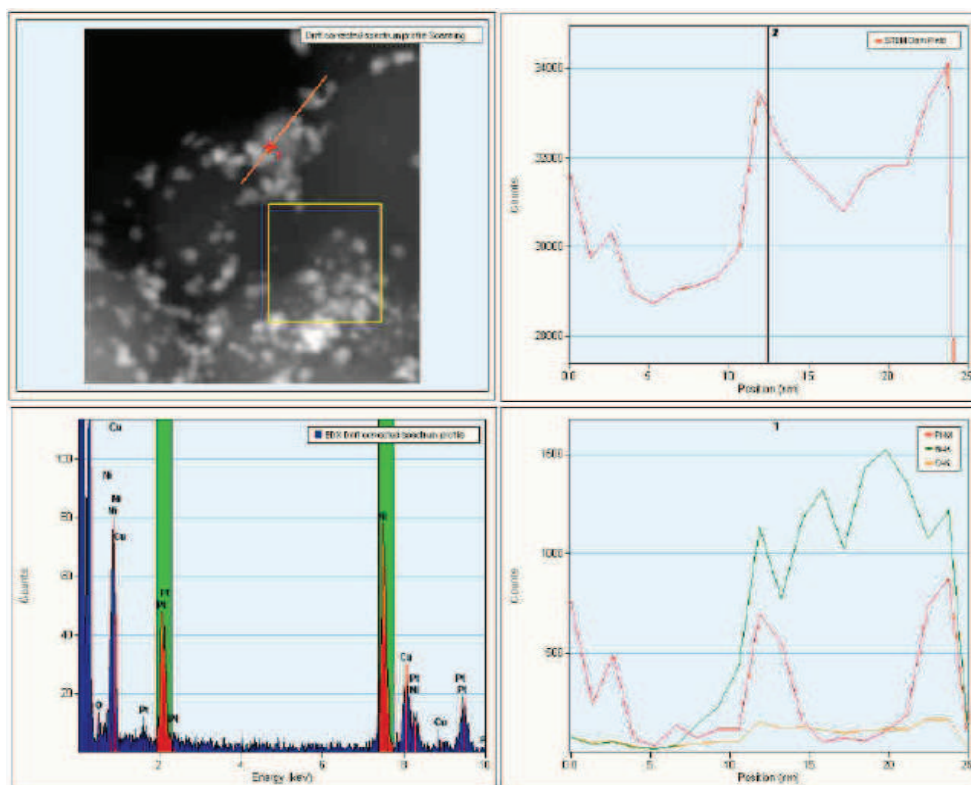 Drift corrected spectrum profile Scanning
2
STEM Dark Field
34000
32000
30000
28000
Counts
0.0
5
10
15
20
25
Position (nm)
Cu
EDX Drift corrected spectrum profile
100
80
60
40
20
Counts
Ni
Ni
Ni
Cu
O
Pt
Pt
Pt
Pt
Ni
Cu
Pt
Ni
Cu
Pt
Pt
2
4
6
8
10
Energy (keV)
1
1500
1000
500
Counts
0.0
5
10
15
20
25
Position (nm)